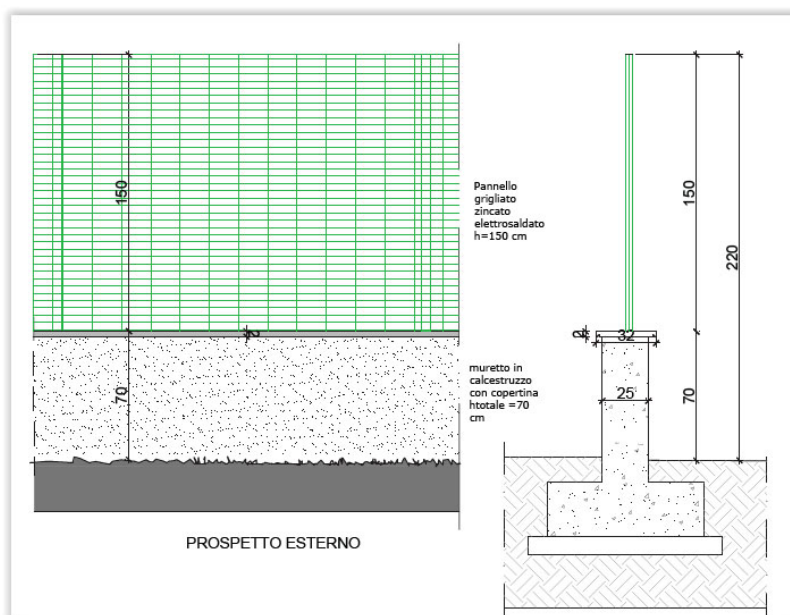 150
70
2
PROSPETTO ESTERNO
Pannello
grigliato
zincato
elettrosaldato
h=150 cm
muretto in
calcestruzzo
con copertina
htotale =70
cm
2
32
25
150
70
220